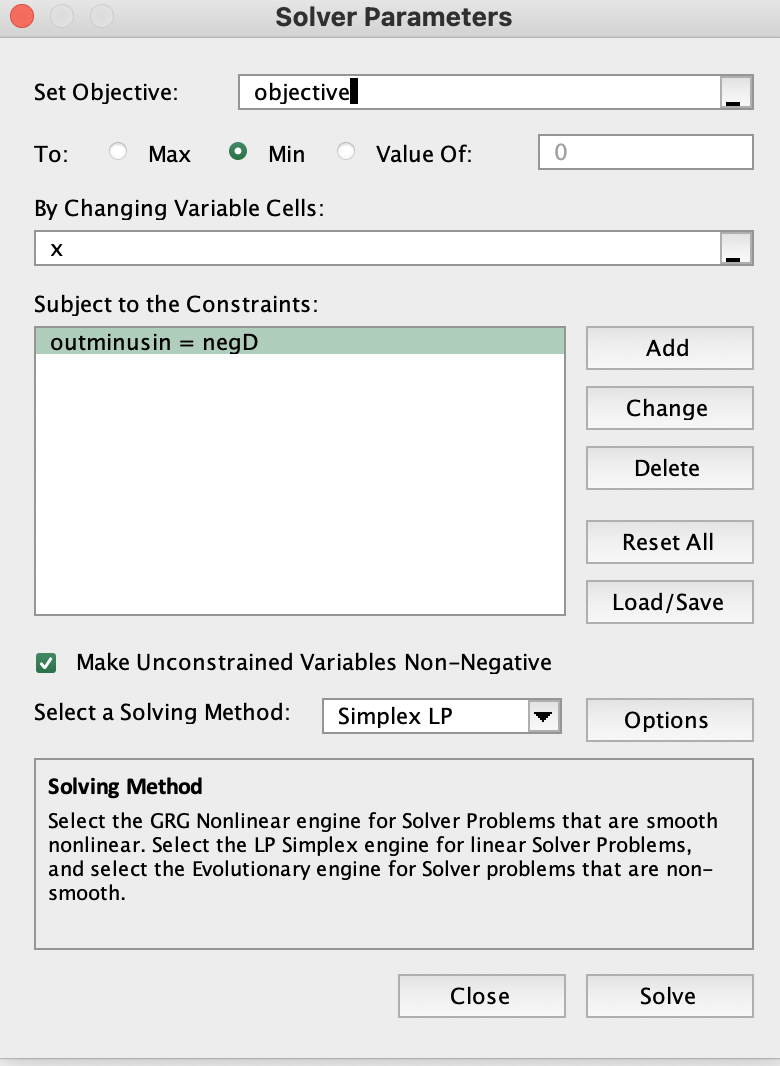 Solver Parameters
Set Objective: objective
To: Max Min Value Of: 0
By Changing Variable Cells:
x
Subject to the Constraints:
outminusin = negD
Add
Change
Delete
Reset All
Load/Save
Make Unconstrained Variables Non-Negative
Select a Solving Method: Simplex LP Options
Solving Method
Select the GRG Nonlinear engine for Solver Problems that are smooth
nonlinear. Select the LP Simplex engine for linear Solver Problems,
and select the Evolutionary engine for Solver problems that are non-
smooth.
Close Solve